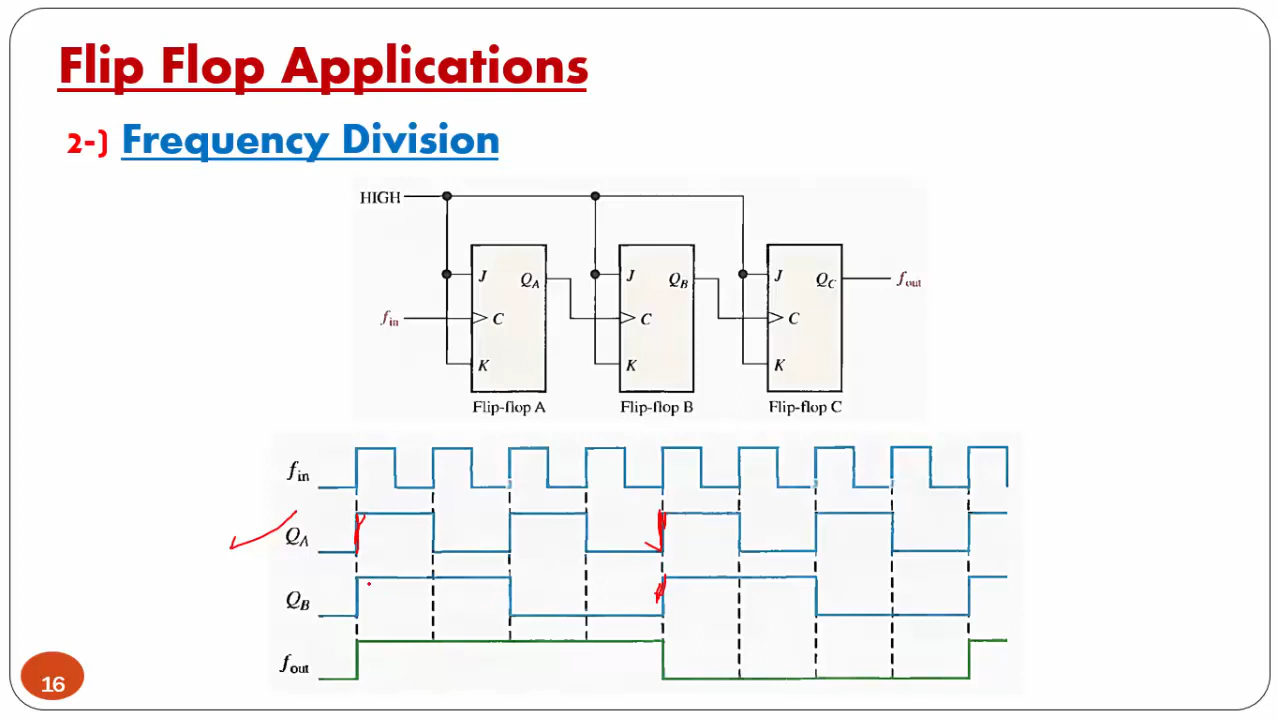 Flip Flop Applications
2-) Frequency Division
HIGH
J QA J QB J QC fout
fin C C C
K K K
Flip-flop A Flip-flop B Flip-flop C
fin
QA
QB
fout
16